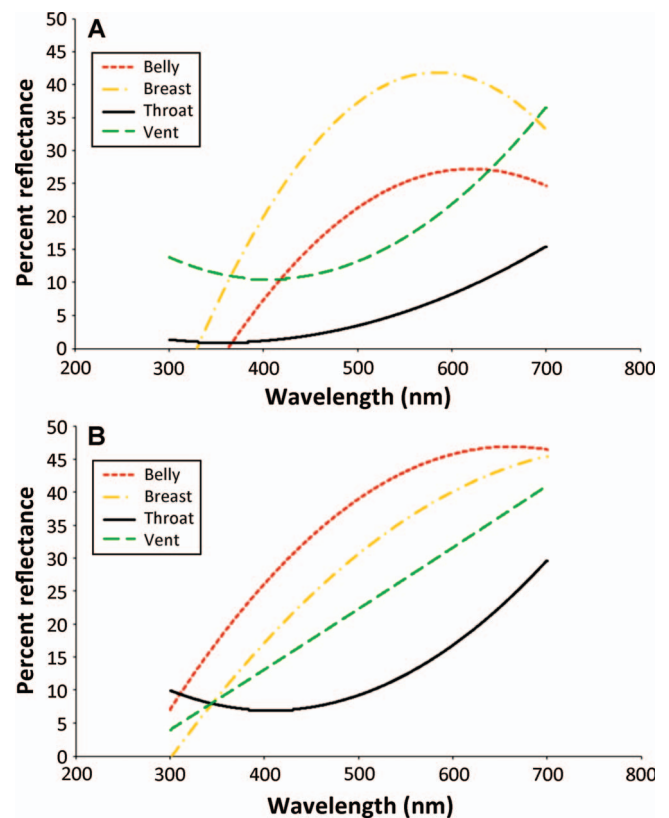 A
50
45
40
35
30
25
20
15
10
5
0
Percent reflectance
Belly
Breast
Throat
Vent
200 300 400 500 600 700 800
Wavelength (nm)
B
50
45
40
35
30
25
20
15
10
5
0
Percent reflectance
Belly
Breast
Throat
Vent
200 300 400 500 600 700 800
Wavelength (nm)